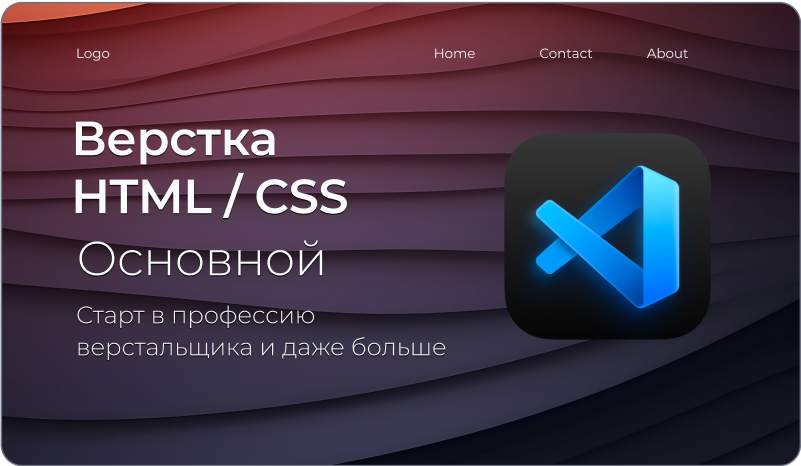 Logo Home Contact About
Верстка
HTML / CSS
Основной
Старт в профессию
верстальщика и даже больше